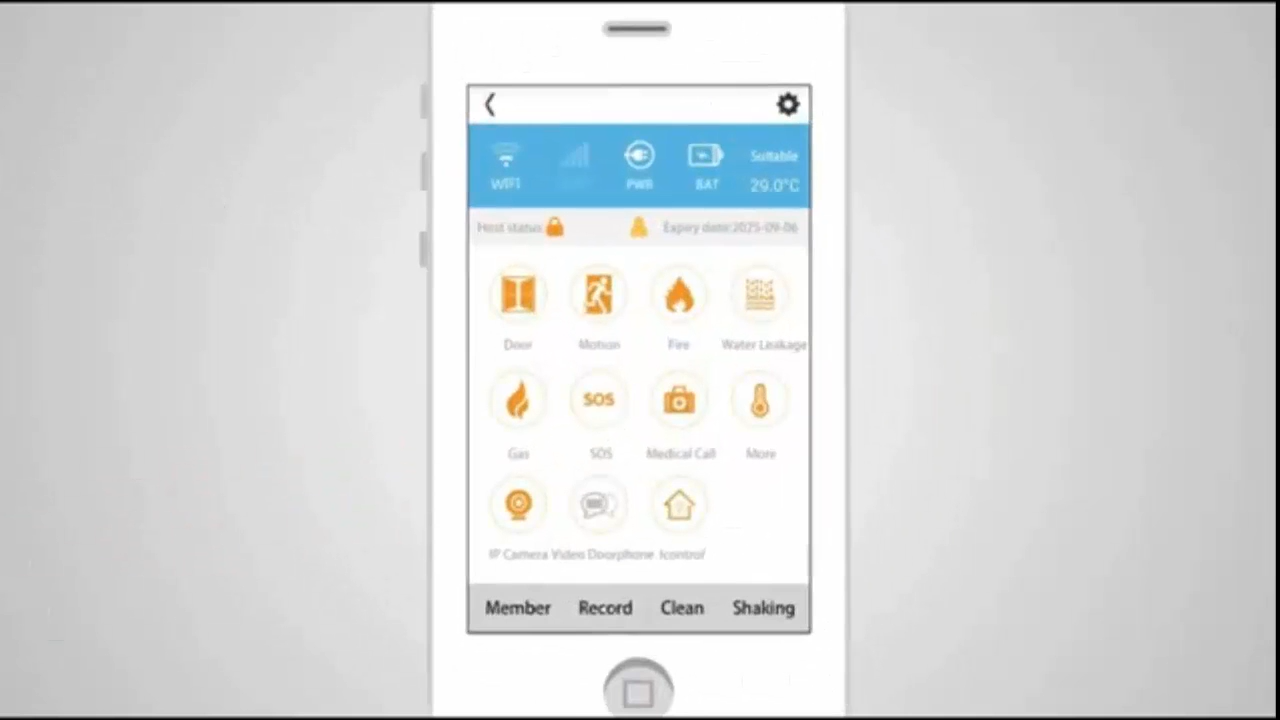 Suitable
WIFI PWR BAT 29.0°C
Host status: Expiry date:2025-09-06
Door Motion Fire Water Leakage
SOS
Gas SOS Medical Call More
IP Camera Video Doorphone Icontrol
Member Record Clean Shaking